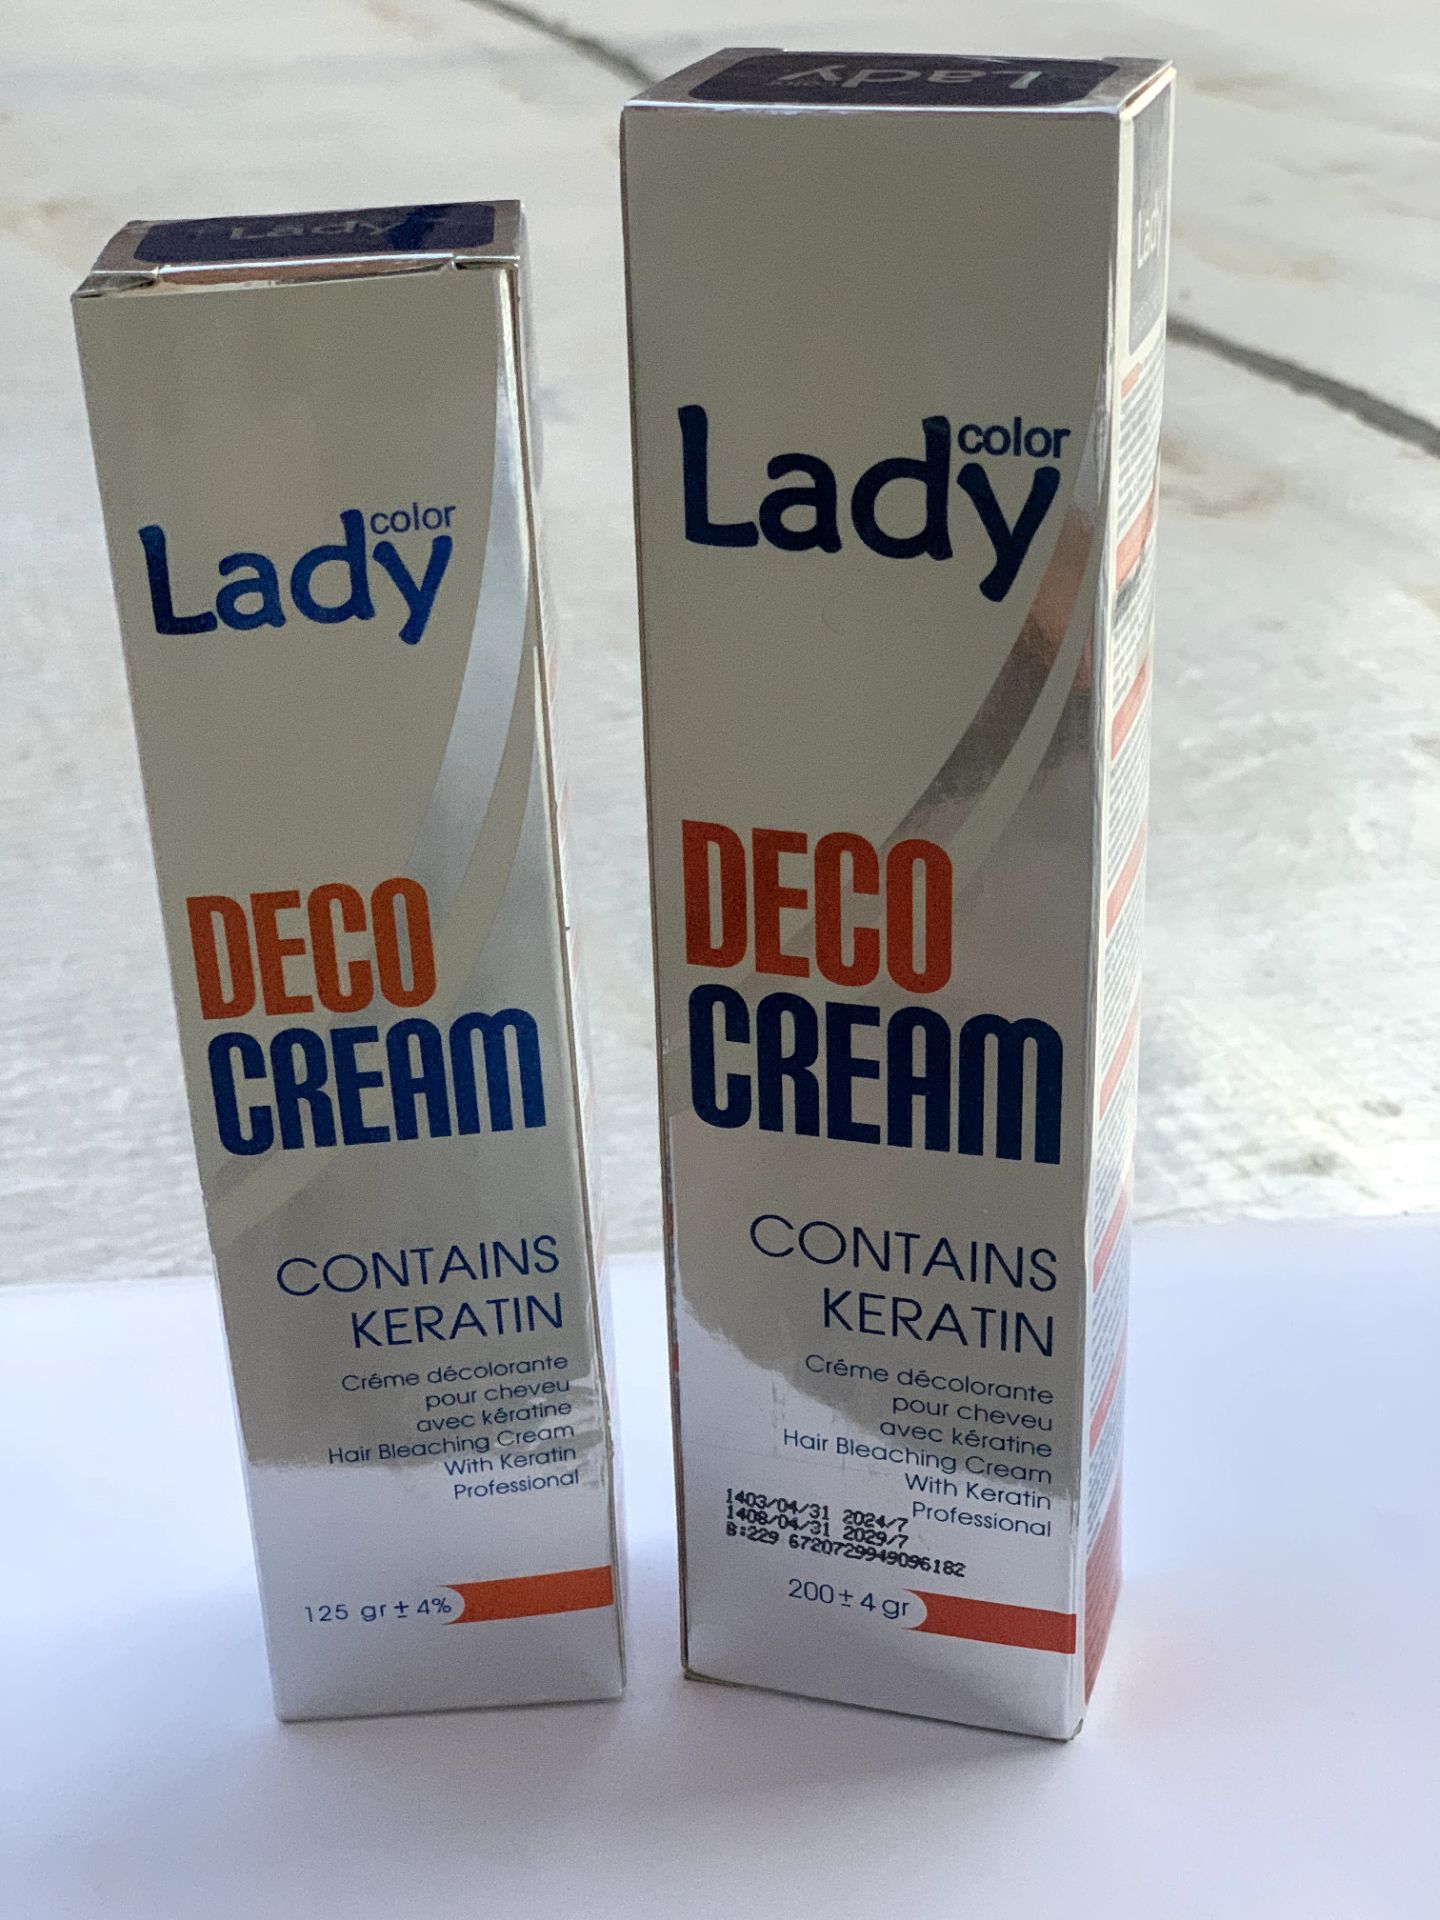 Lady
color
Lady
DECO
CREAM
CONTAINS
KERATIN
Créme décolorante
pour cheveu
avec kératine
Hair Bleaching Cream
With Keratin
Professional
125 gr ± 4%
Lady
color
Lady
color
DECO
CREAM
CONTAINS
KERATIN
Créme décolorante
pour cheveu
avec kératine
Hair Bleaching Cream
With Keratin
Professional
1403/04/31 2024/7
1408/04/31 2029/7
B:229 6720729949096182
200 ± 4 gr
Lady